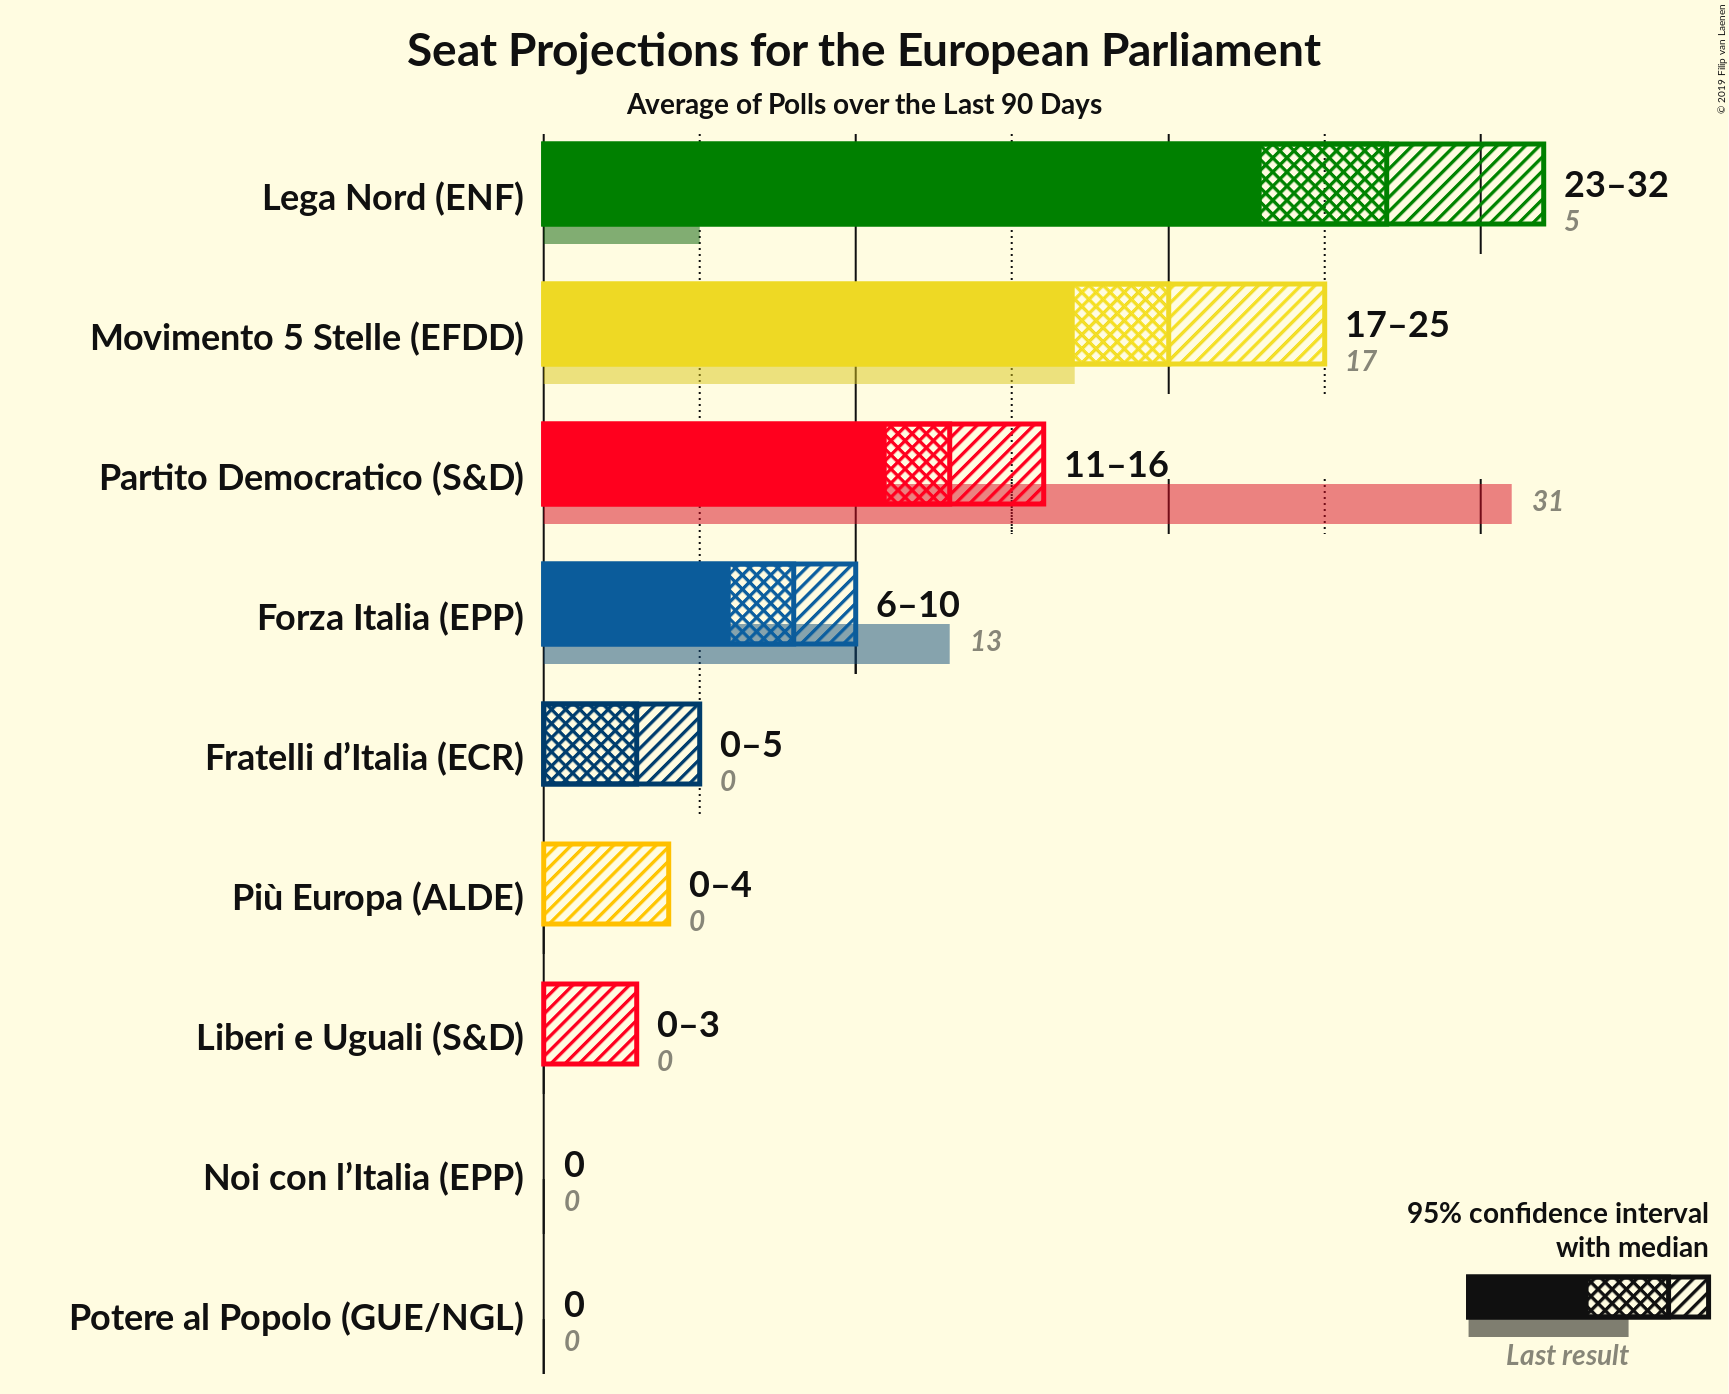 Seat Projections for the European Parliament
Average of Polls over the Last 90 Days
© 2019 Filip van Laenen
Lega Nord (ENF)
23–32
5
Movimento 5 Stelle (EFDD)
17–25
17
Partito Democratico (S&D)
11–16
31
Forza Italia (EPP)
6–10
13
Fratelli d’Italia (ECR)
0–5
0
Più Europa (ALDE)
0–4
0
Liberi e Uguali (S&D)
0–3
0
Noi con l’Italia (EPP)
0
0
Potere al Popolo (GUE/NGL)
0
0
95% confidence interval
with median
Last result